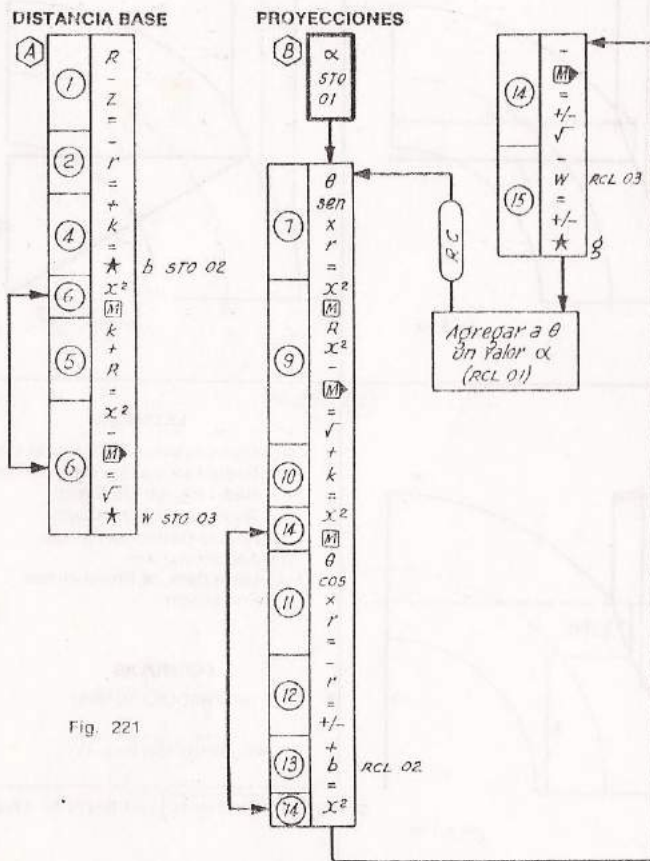 DISTANCIA BASE
A
1
R
-
Z
=
2
-
r
=
4
+
k
=
★ b STO 02
6
x²
M
5
k
+
R
=
6
x²
-
M
=
√
★ W STO 03
Fig. 221
PROYECCIONES
B
α
STO
01
7
θ
sen
x
r
=
9
x²
M
R
x²
-
M
=
√
10
+
k
=
14
x²
M
11
θ
cos
x
r
=
12
-
r
=
+/-
13
+
b RCL 02
=
14
x²
14
-
M
=
+/-
√
15
-
W RCL 03
=
+/-
★ g
R.C
Agregar a θ
un valor α
(RCL 01)